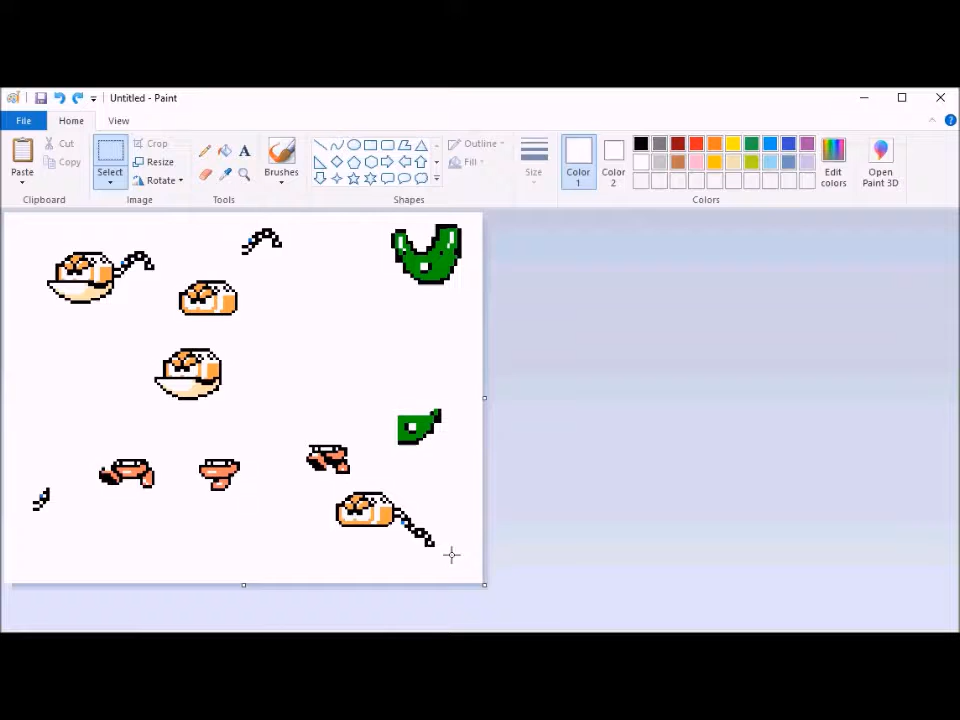 Untitled - Paint
File Home View
Paste
Cut
Copy
Clipboard
Select
Crop
Resize
Rotate
Image
A
Tools
Brushes
Shapes
Outline
Fill
Size
Color
1
Color
2
Edit
colors
Colors
Open
Paint 3D